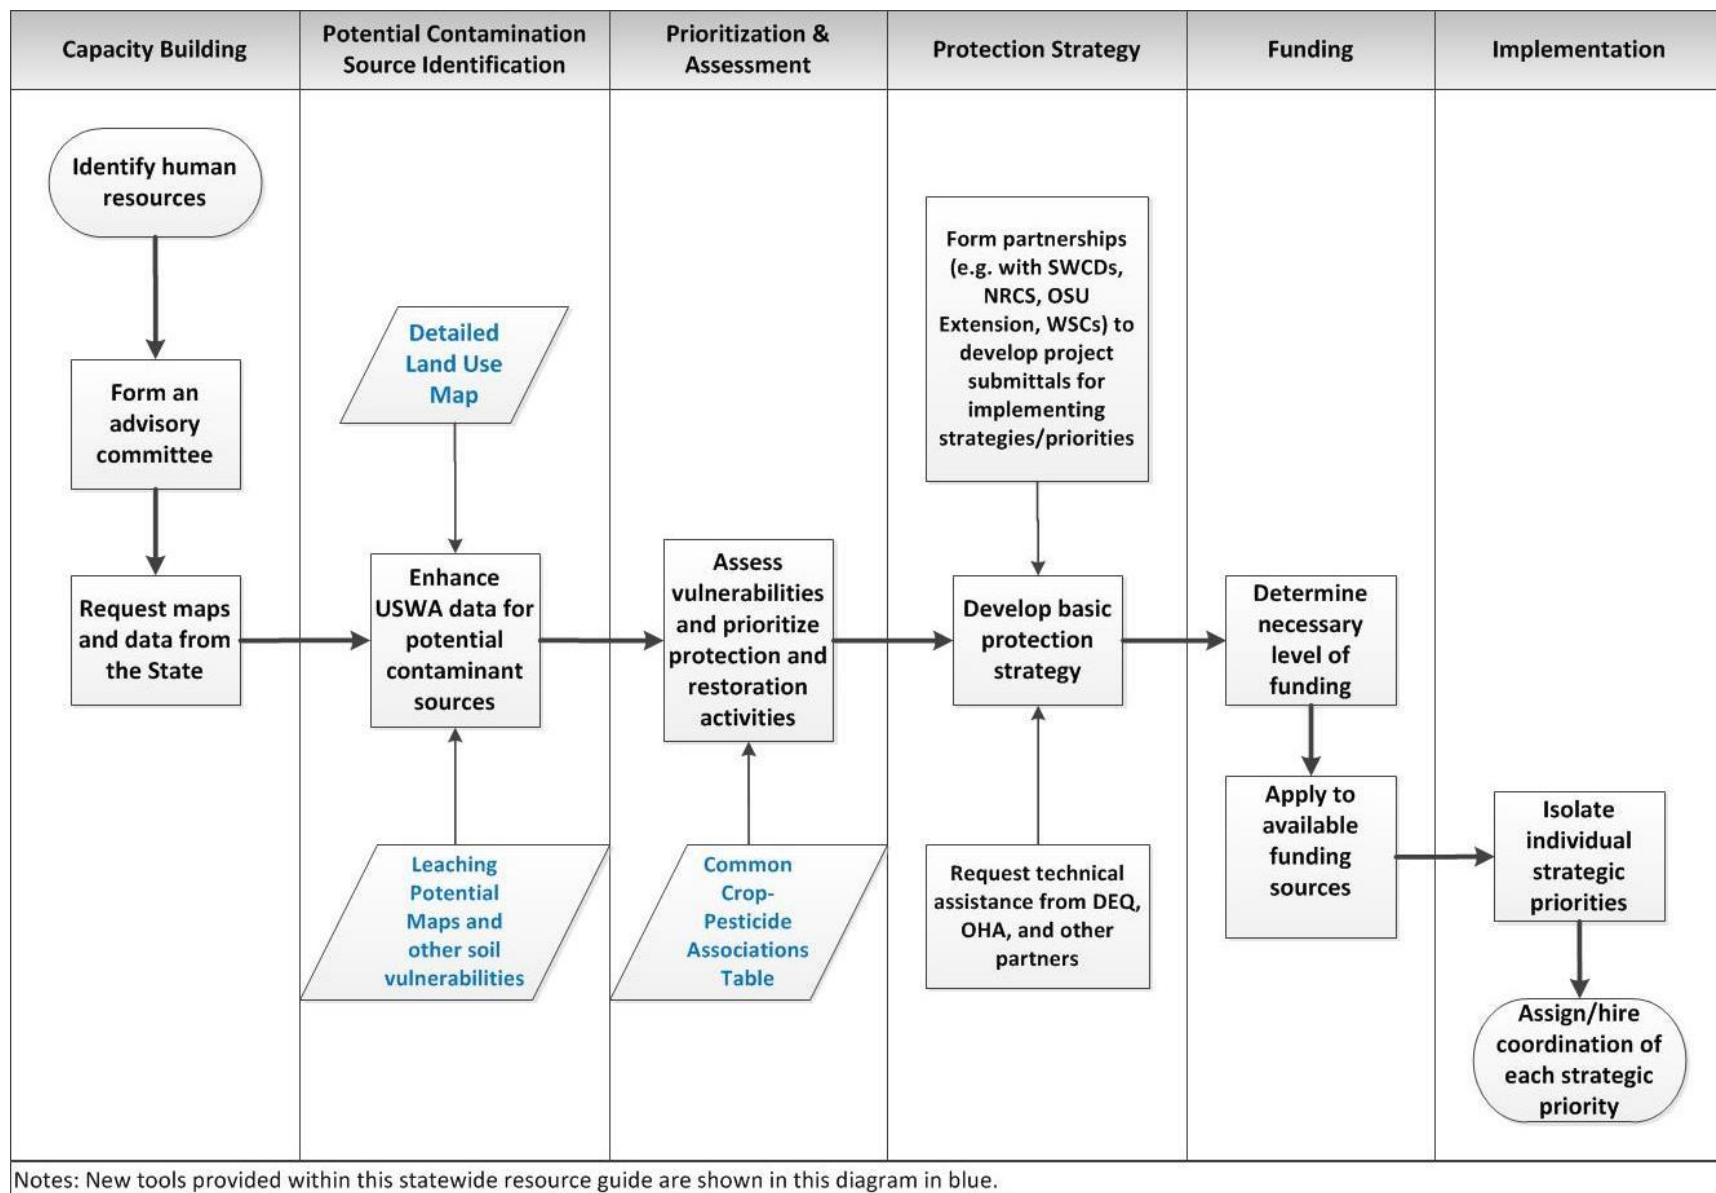 Capacity Building
Potential Contamination
Source Identification
Prioritization &
Assessment
Protection Strategy
Funding
Implementation
Identify human
resources
Form an
advisory
committee
Request maps
and data from
the State
Detailed
Land Use
Map
Enhance
USWA data for
potential
contaminant
sources
Leaching
Potential
Maps and
other soil
vulnerabilities
Assess
vulnerabilities
and prioritize
protection and
restoration
activities
Common
Crop-
Pesticide
Associations
Table
Form partnerships
(e.g. with SWCDs,
NRCS, OSU
Extension, WSCs) to
develop project
submittals for
implementing
strategies/priorities
Develop basic
protection
strategy
Request technical
assistance from DEQ,
OHA, and other
partners
Determine
necessary
level of
funding
Apply to
available
funding
sources
Isolate
individual
strategic
priorities
Assign/hire
coordination of
each strategic
priority
Notes: New tools provided within this statewide resource guide are shown in this diagram in blue.